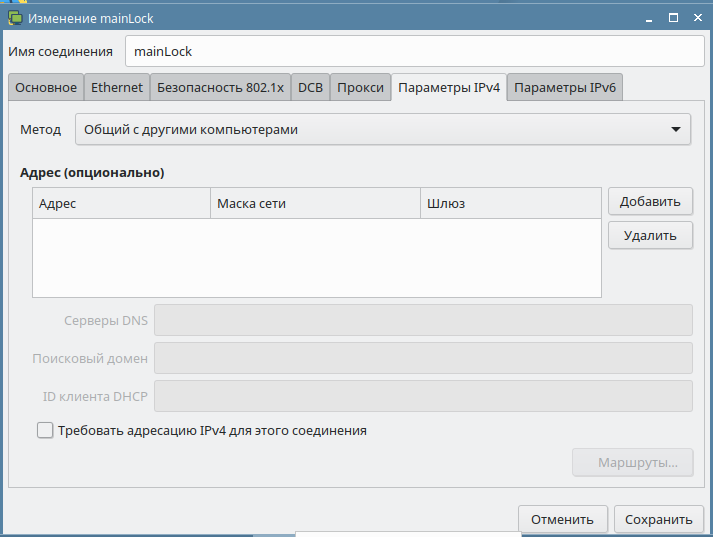 Изменение mainLock
Имя соединения mainLock
Основное Ethernet Безопасность 802.1x DCB Прокси Параметры IPv4 Параметры IPv6
Метод Общий с другими компьютерами
Адрес (опционально)
Адрес Маска сети Шлюз Добавить
Удалить
Серверы DNS
Поисковый домен
ID клиента DHCP
Требовать адресацию IPv4 для этого соединения
Маршруты...
Отменить Сохранить